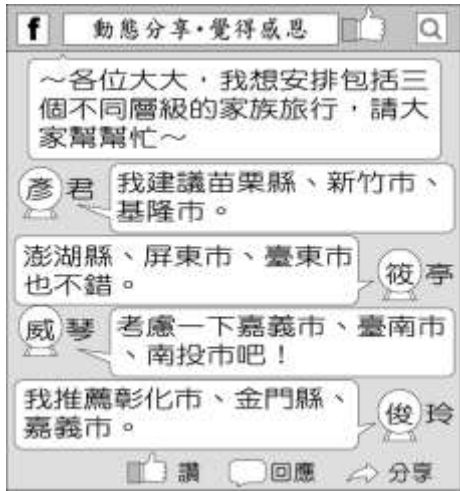 f 動態分享·覺得感恩
～各位大大，我想安排包括三
個不同層級的家族旅行，請大
家幫幫忙～
彥君 我建議苗栗縣、新竹市、
基隆市。
澎湖縣、屏東市、臺東市
也不錯。
筱亭
威琴 考慮一下嘉義市、臺南市
、南投市吧！
我推薦彰化市、金門縣、
嘉義市。
俊玲
讚 回應 分享